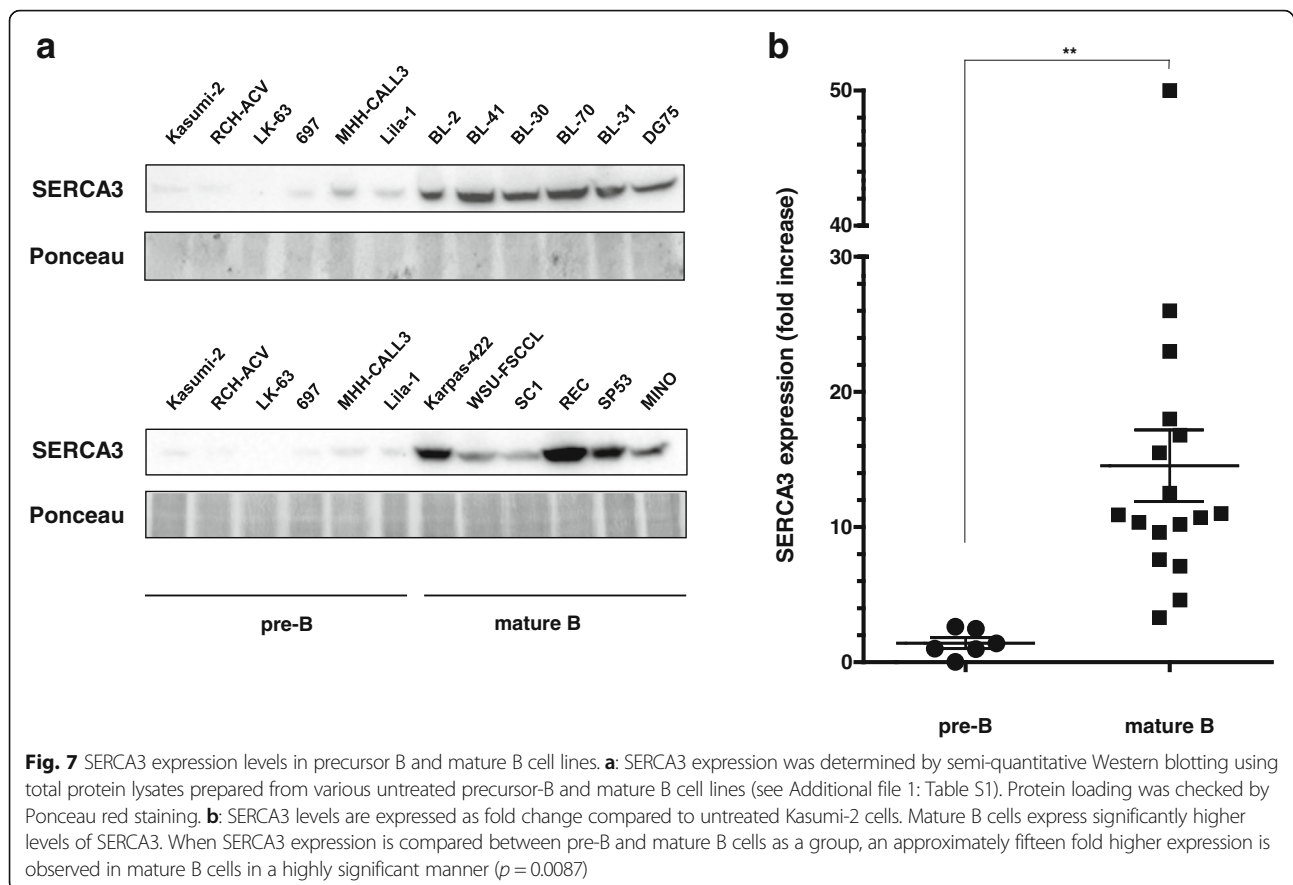 a
Kasumi-2 RCH-ACV LK-63 697 MHH-CALL3 Lila-1 BL-2 BL-41 BL-30 BL-70 BL-31 DG75
SERCA3
Ponceau
Kasumi-2 RCH-ACV LK-63 697 MHH-CALL3 Lila-1 Karpas-422 WSU-FSCCL SC1 REC SP53 MINO
SERCA3
Ponceau
pre-B mature B
b
**
SERCA3 expression (fold increase)
50
40
30
20
10
0
pre-B mature B
Fig. 7 SERCA3 expression levels in precursor B and mature B cell lines. a: SERCA3 expression was determined by semi-quantitative Western blotting using
total protein lysates prepared from various untreated precursor-B and mature B cell lines (see Additional file 1: Table S1). Protein loading was checked by
Ponceau red staining. b: SERCA3 levels are expressed as fold change compared to untreated Kasumi-2 cells. Mature B cells express significantly higher
levels of SERCA3. When SERCA3 expression is compared between pre-B and mature B cells as a group, an approximately fifteen fold higher expression is
observed in mature B cells in a highly significant manner (p = 0.0087)